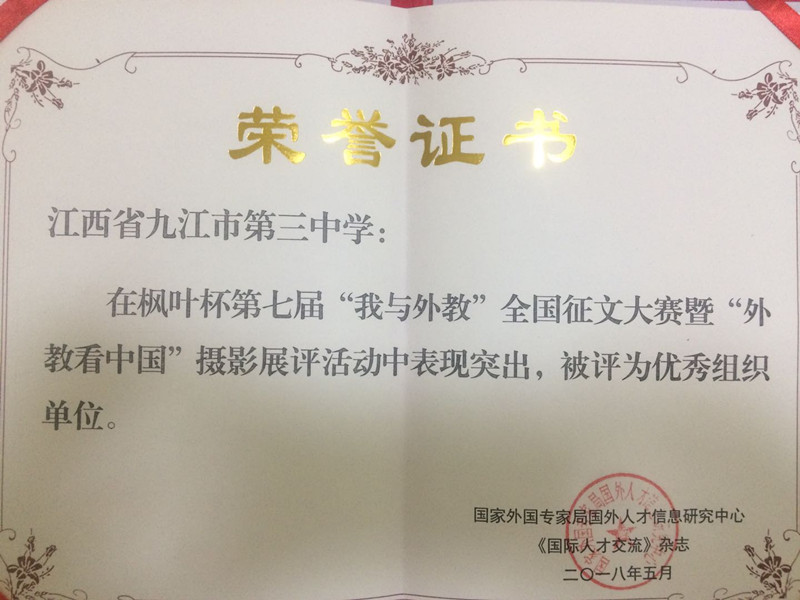 荣誉证书
江西省九江市第三中学：
在枫叶杯第七届“我与外教”全国征文大赛暨“外
教看中国”摄影展评活动中表现突出，被评为优秀组织
单位。
国家外国专家局国外人才信息研究中心
《国际人才交流》杂志
二〇一八年五月